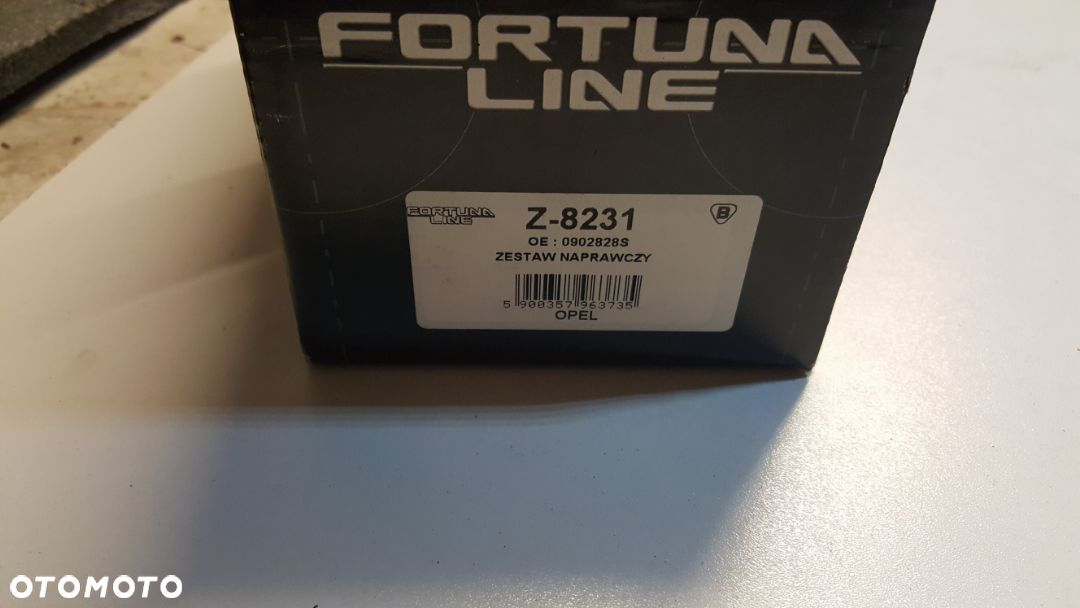 FORTUNA
LINE
FORTUNA
LINE
Z-8231
B
OE : 0902828S
ZESTAW NAPRAWCZY
5 900357 963735
OPEL
OTOMOTO